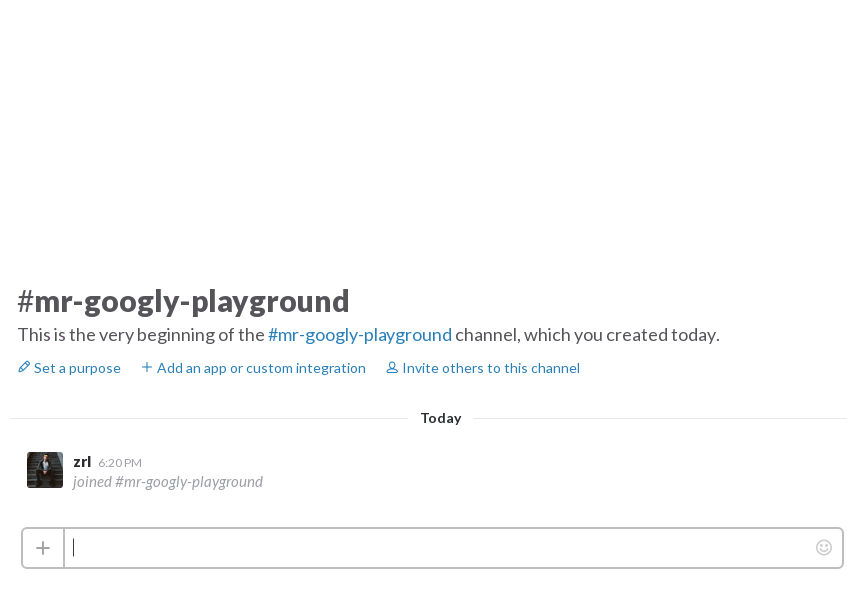 #mr-googly-playground
This is the very beginning of the #mr-googly-playground channel, which you created today.
Set a purpose + Add an app or custom integration Invite others to this channel
Today
zrl 6:20 PM
joined #mr-googly-playground
+